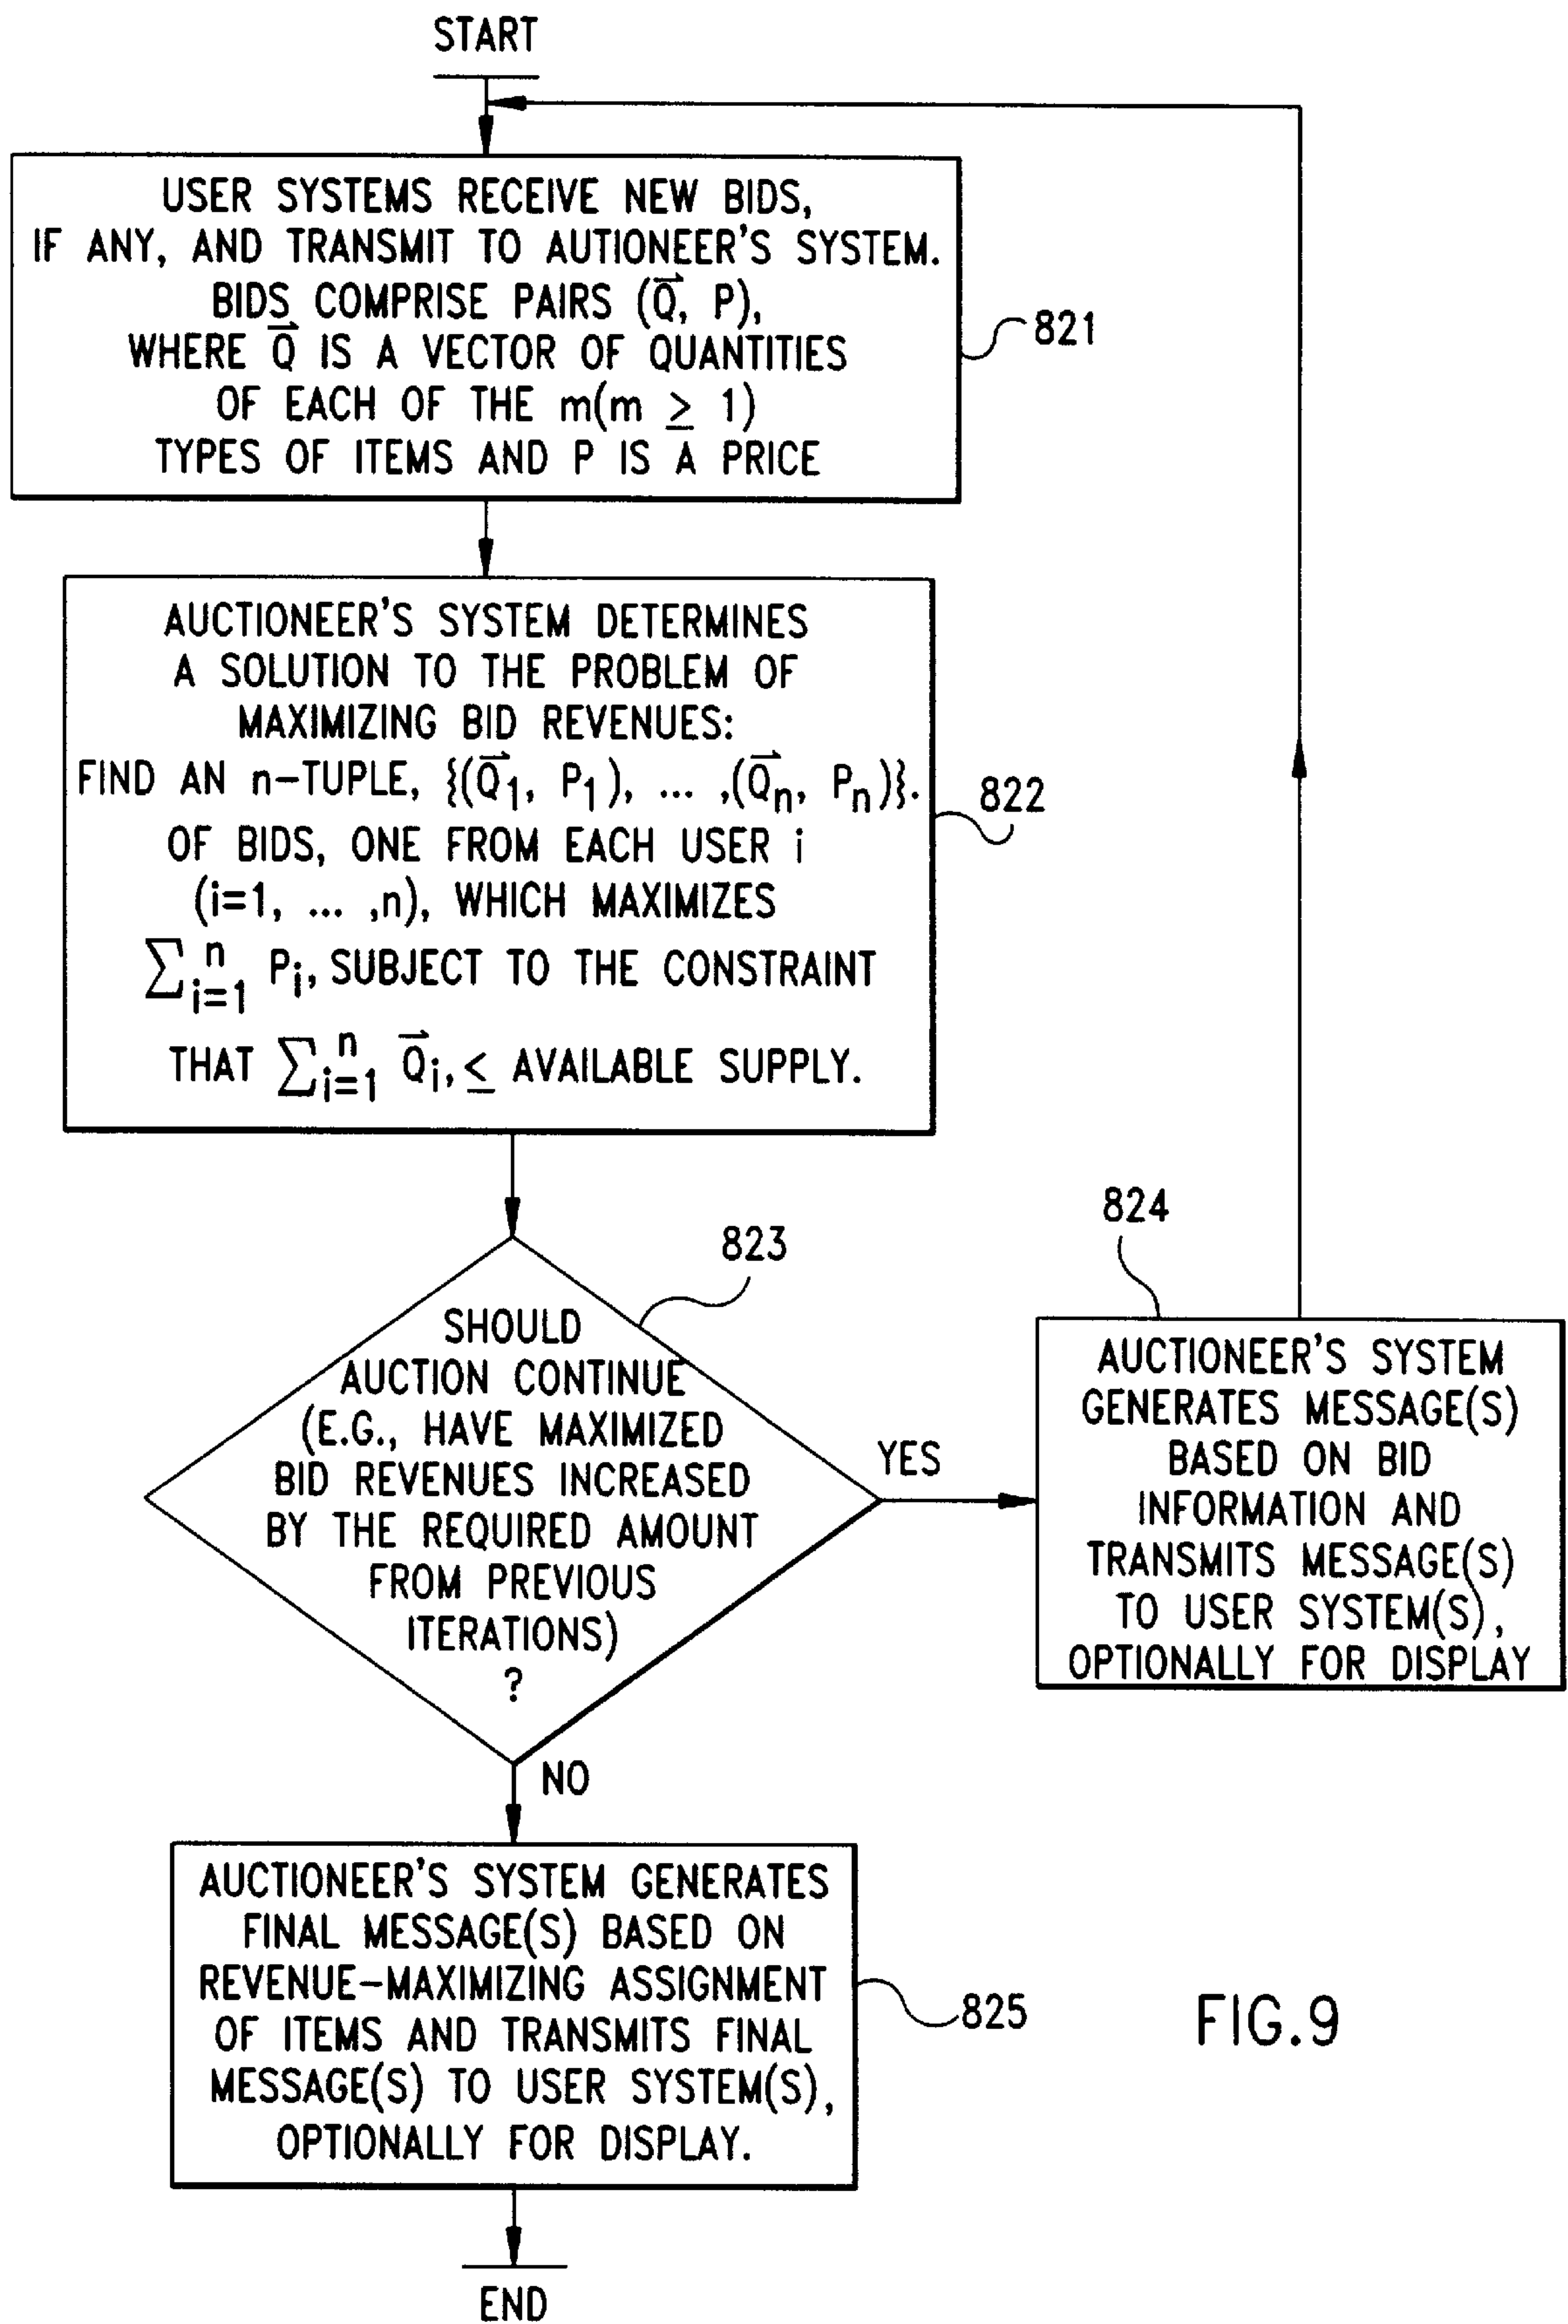 START
USER SYSTEMS RECEIVE NEW BIDS,
IF ANY, AND TRANSMIT TO AUTIONEER'S SYSTEM.
BIDS COMPRISE PAIRS (Q⃗, P),
WHERE Q⃗ IS A VECTOR OF QUANTITIES
OF EACH OF THE m(m ≥ 1)
TYPES OF ITEMS AND P IS A PRICE
821
AUCTIONEER'S SYSTEM DETERMINES
A SOLUTION TO THE PROBLEM OF
MAXIMIZING BID REVENUES:
FIND AN n-TUPLE, {(Q⃗₁, P₁), ... ,(Q⃗ₙ, Pₙ)}.
OF BIDS, ONE FROM EACH USER i
(i=1, ... ,n), WHICH MAXIMIZES
∑ᵢ₌₁ⁿ Pᵢ, SUBJECT TO THE CONSTRAINT
THAT ∑ᵢ₌₁ⁿ Q⃗ᵢ, ≤ AVAILABLE SUPPLY.
822
823
SHOULD
AUCTION CONTINUE
(E.G., HAVE MAXIMIZED
BID REVENUES INCREASED
BY THE REQUIRED AMOUNT
FROM PREVIOUS
ITERATIONS)
?
YES
NO
824
AUCTIONEER'S SYSTEM
GENERATES MESSAGE(S)
BASED ON BID
INFORMATION AND
TRANSMITS MESSAGE(S)
TO USER SYSTEM(S),
OPTIONALLY FOR DISPLAY
AUCTIONEER'S SYSTEM GENERATES
FINAL MESSAGE(S) BASED ON
REVENUE-MAXIMIZING ASSIGNMENT
OF ITEMS AND TRANSMITS FINAL
MESSAGE(S) TO USER SYSTEM(S),
OPTIONALLY FOR DISPLAY.
825
FIG.9
END